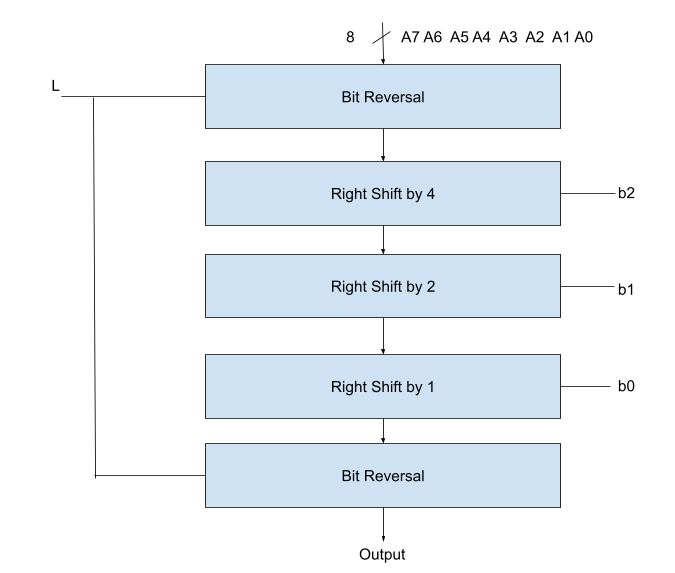 8 A7 A6 A5 A4 A3 A2 A1 A0
L
Bit Reversal
Right Shift by 4
b2
Right Shift by 2
b1
Right Shift by 1
b0
Bit Reversal
Output